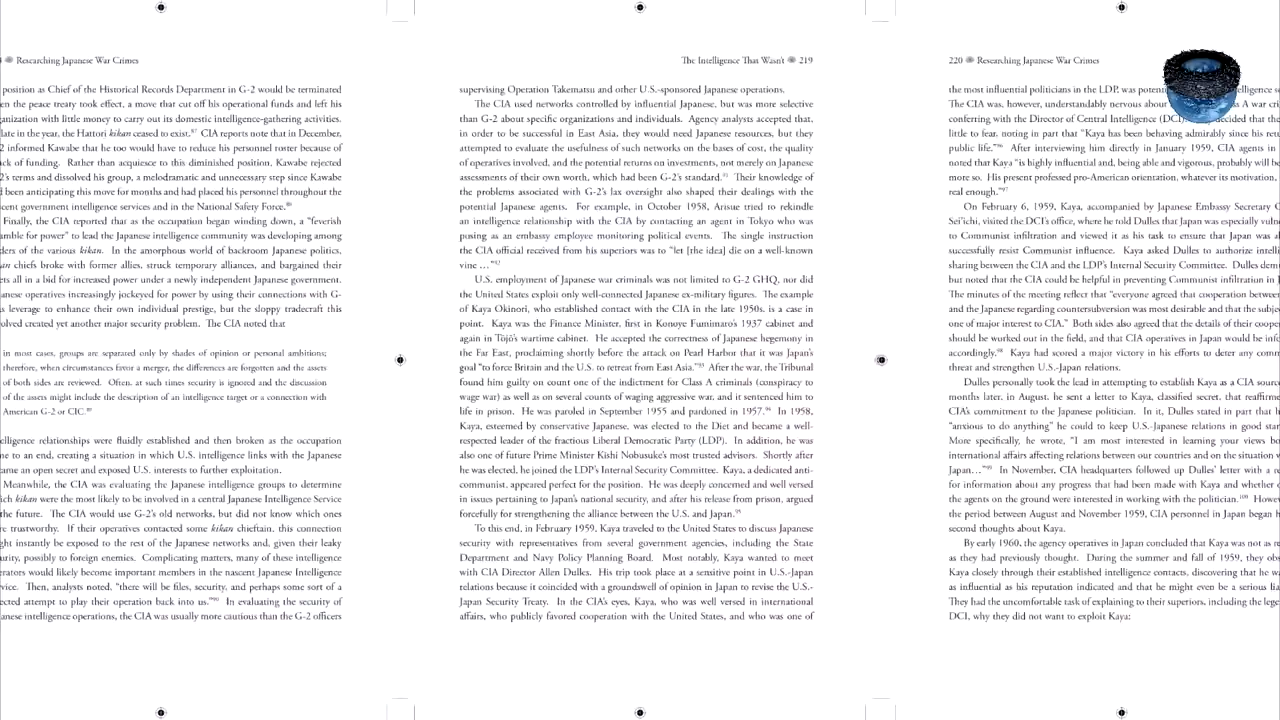 Researching Japanese War Crimes
position as Chief of the Historical Records Department in G-2 would be terminated
en the peace treaty took effect, a move that cut off his operational funds and left his
ganization with little money to carry out its domestic intelligence-gathering activities.
late in the year, the Hattori kikan ceased to exist.87 CIA reports note that in December,
2 informed Kawabe that he too would have to reduce his personnel roster because of
ack of funding. Rather than acquiesce to this diminished position, Kawabe rejected
2's terms and dissolved his group, a melodramatic and unnecessary step since Kawabe
d been anticipating this move for months and had placed his personnel throughout the
cent government intelligence services and in the National Safety Force.88
Finally, the CIA reported that as the occupation began winding down, a “feverish
amble for power” to lead the Japanese intelligence community was developing among
ders of the various kikan. In the amorphous world of backroom Japanese politics,
an chiefs broke with former allies, struck temporary alliances, and bargained their
ets all in a bid for increased power under a newly independent Japanese government.
anese operatives increasingly jockeyed for power by using their connections with G-
s leverage to enhance their own individual prestige, but the sloppy tradecraft this
olved created yet another major security problem. The CIA noted that
in most cases, groups are separated only by shades of opinion or personal ambitions;
therefore, when circumstances favor a merger, the differences are forgotten and the assets
of both sides are reviewed. Often, at such times security is ignored and the discussion
of the assets might include the description of an intelligence target or a connection with
American G-2 or CIC.89
elligence relationships were fluidly established and then broken as the occupation
me to an end, creating a situation in which U.S. intelligence links with the Japanese
came an open secret and exposed U.S. interests to further exploitation.
Meanwhile, the CIA was evaluating the Japanese intelligence groups to determine
ich kikan were the most likely to be involved in a central Japanese Intelligence Service
the future. The CIA would use G-2's old networks, but did not know which ones
re trustworthy. If their operatives contacted some kikan chieftain, this connection
ght instantly be exposed to the rest of the Japanese networks and, given their leaky
urity, possibly to foreign enemies. Complicating matters, many of these intelligence
erators would likely become important members in the nascent Japanese Intelligence
vice. Then, analysts noted, “there will be files, security, and perhaps some sort of a
ected attempt to play their operation back into us.”90 In evaluating the security of
anese intelligence operations, the CIA was usually more cautious than the G-2 officers
The Intelligence That Wasn't 219
supervising Operation Takematsu and other U.S.-sponsored Japanese operations.
The CIA used networks controlled by influential Japanese, but was more selective
than G-2 about specific organizations and individuals. Agency analysts accepted that,
in order to be successful in East Asia, they would need Japanese resources, but they
attempted to evaluate the usefulness of such networks on the bases of cost, the quality
of operatives involved, and the potential returns on investments, not merely on Japanese
assessments of their own worth, which had been G-2's standard.91 Their knowledge of
the problems associated with G-2's lax oversight also shaped their dealings with the
potential Japanese agents. For example, in October 1958, Arisue tried to rekindle
an intelligence relationship with the CIA by contacting an agent in Tokyo who was
posing as an embassy employee monitoring political events. The single instruction
the CIA official received from his superiors was to “let [the idea] die on a well-known
vine …”92
U.S. employment of Japanese war criminals was not limited to G-2 GHQ, nor did
the United States exploit only well-connected Japanese ex-military figures. The example
of Kaya Okinori, who established contact with the CIA in the late 1950s, is a case in
point. Kaya was the Finance Minister, first in Konoye Fumimaro's 1937 cabinet and
again in Tōjō's wartime cabinet. He accepted the correctness of Japanese hegemony in
the Far East, proclaiming shortly before the attack on Pearl Harbor that it was Japan's
goal “to force Britain and the U.S. to retreat from East Asia.”93 After the war, the Tribunal
found him guilty on count one of the indictment for Class A criminals (conspiracy to
wage war) as well as on several counts of waging aggressive war, and it sentenced him to
life in prison. He was paroled in September 1955 and pardoned in 1957.94 In 1958,
Kaya, esteemed by conservative Japanese, was elected to the Diet and became a well-
respected leader of the fractious Liberal Democratic Party (LDP). In addition, he was
also one of future Prime Minister Kishi Nobusuke's most trusted advisors. Shortly after
he was elected, he joined the LDP's Internal Security Committee. Kaya, a dedicated anti-
communist, appeared perfect for the position. He was deeply concerned and well versed
in issues pertaining to Japan's national security, and after his release from prison, argued
forcefully for strengthening the alliance between the U.S. and Japan.95
To this end, in February 1959, Kaya traveled to the United States to discuss Japanese
security with representatives from several government agencies, including the State
Department and Navy Policy Planning Board. Most notably, Kaya wanted to meet
with CIA Director Allen Dulles. His trip took place at a sensitive point in U.S.-Japan
relations because it coincided with a groundswell of opinion in Japan to revise the U.S.-
Japan Security Treaty. In the CIA's eyes, Kaya, who was well versed in international
affairs, who publicly favored cooperation with the United States, and who was one of
220 Researching Japanese War Crimes
the most influential politicians in the LDP, was poten elligence s
The CIA was, however, understandably nervous about A war cri
conferring with the Director of Central Intelligence (DCI) decided that the
little to fear, noting in part that “Kaya has been behaving admirably since his ret
public life.”96 After interviewing him directly in January 1959, CIA agents in
noted that Kaya “is highly influential and, being able and vigorous, probably will be
more so. His present professed pro-American orientation, whatever its motivation,
real enough.”97
On February 6, 1959, Kaya, accompanied by Japanese Embassy Secretary C
Sei'ichi, visited the DCI's office, where he told Dulles that Japan was especially vuln
to Communist infiltration and viewed it as his task to ensure that Japan was al
successfully resist Communist influence. Kaya asked Dulles to authorize intelli
sharing between the CIA and the LDP's Internal Security Committee. Dulles dem
but noted that the CIA could be helpful in preventing Communist infiltration in J
The minutes of the meeting reflect that “everyone agreed that cooperation between
and the Japanese regarding countersubversion was most desirable and that the subjec
one of major interest to CIA.” Both sides also agreed that the details of their cooper
should be worked out in the field, and that CIA operatives in Japan would be info
accordingly.98 Kaya had scored a major victory in his efforts to deter any comm
threat and strengthen U.S.-Japan relations.
Dulles personally took the lead in attempting to establish Kaya as a CIA source
months later, in August, he sent a letter to Kaya, classified secret, that reaffirme
CIA's commitment to the Japanese politician. In it, Dulles stated in part that h
“anxious to do anything” he could to keep U.S.-Japanese relations in good stan
More specifically, he wrote, “I am most interested in learning your views bo
international affairs affecting relations between our countries and on the situation w
Japan…”99 In November, CIA headquarters followed up Dulles' letter with a re
for information about any progress that had been made with Kaya and whether o
the agents on the ground were interested in working with the politician.100 Howev
the period between August and November 1959, CIA personnel in Japan began h
second thoughts about Kaya.
By early 1960, the agency operatives in Japan concluded that Kaya was not as re
as they had previously thought. During the summer and fall of 1959, they obs
Kaya closely through their established intelligence contacts, discovering that he wa
as influential as his reputation indicated and that he might even be a serious lia
They had the uncomfortable task of explaining to their superiors, including the lege
DCI, why they did not want to exploit Kaya: